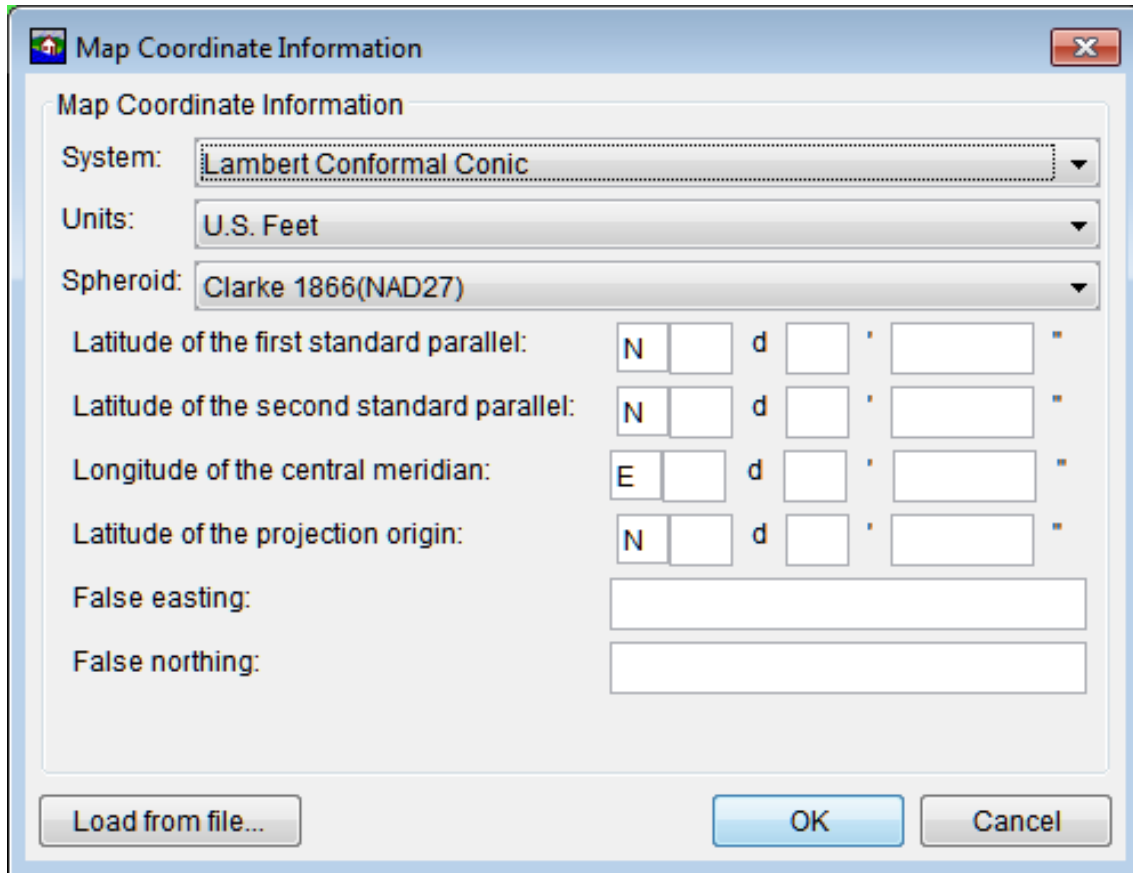 Map Coordinate Information
Map Coordinate Information
System: Lambert Conformal Conic
Units: U.S. Feet
Spheroid: Clarke 1866(NAD27)
Latitude of the first standard parallel: N d ' "
Latitude of the second standard parallel: N d ' "
Longitude of the central meridian: E d ' "
Latitude of the projection origin: N d ' "
False easting:
False northing:
Load from file... OK Cancel